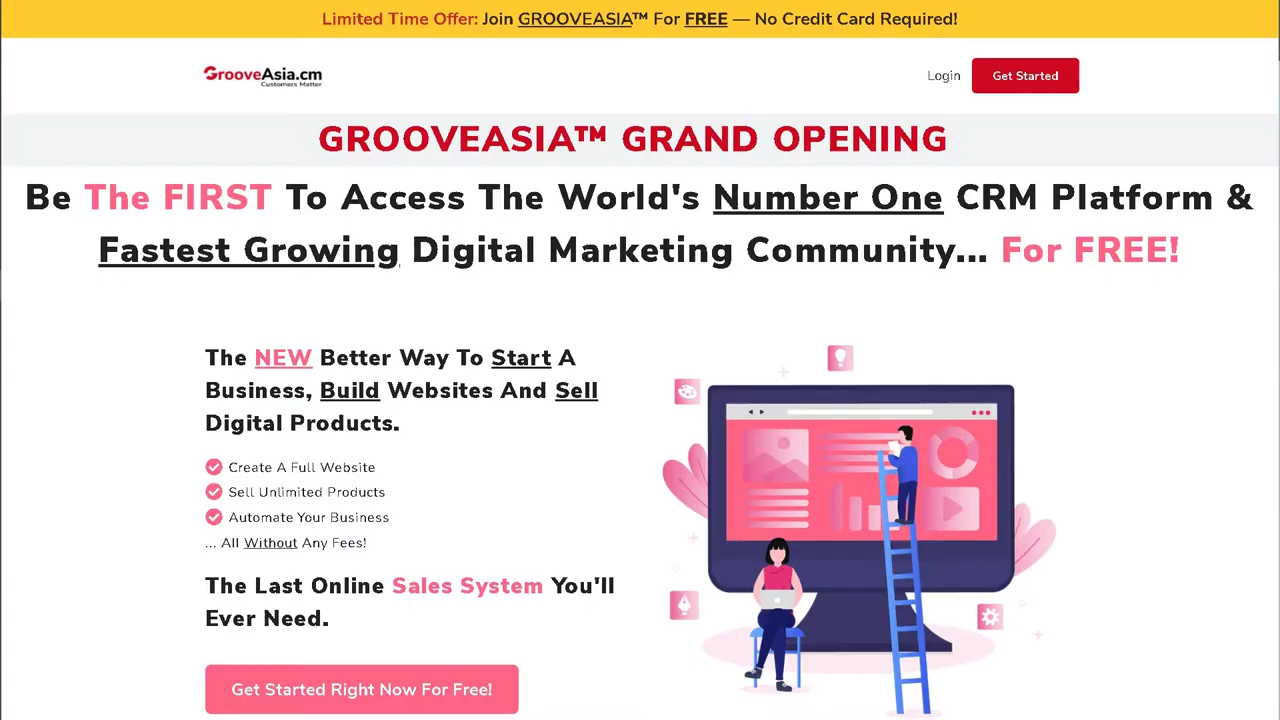 Limited Time Offer: Join GROOVEASIA™ For FREE — No Credit Card Required!
GrooveAsia.cm
Customers Matter
Login
Get Started
GROOVEASIA™ GRAND OPENING
Be The FIRST To Access The World's Number One CRM Platform &
Fastest Growing Digital Marketing Community... For FREE!
The NEW Better Way To Start A
Business, Build Websites And Sell
Digital Products.
Create A Full Website
Sell Unlimited Products
Automate Your Business
... All Without Any Fees!
The Last Online Sales System You'll
Ever Need.
Get Started Right Now For Free!